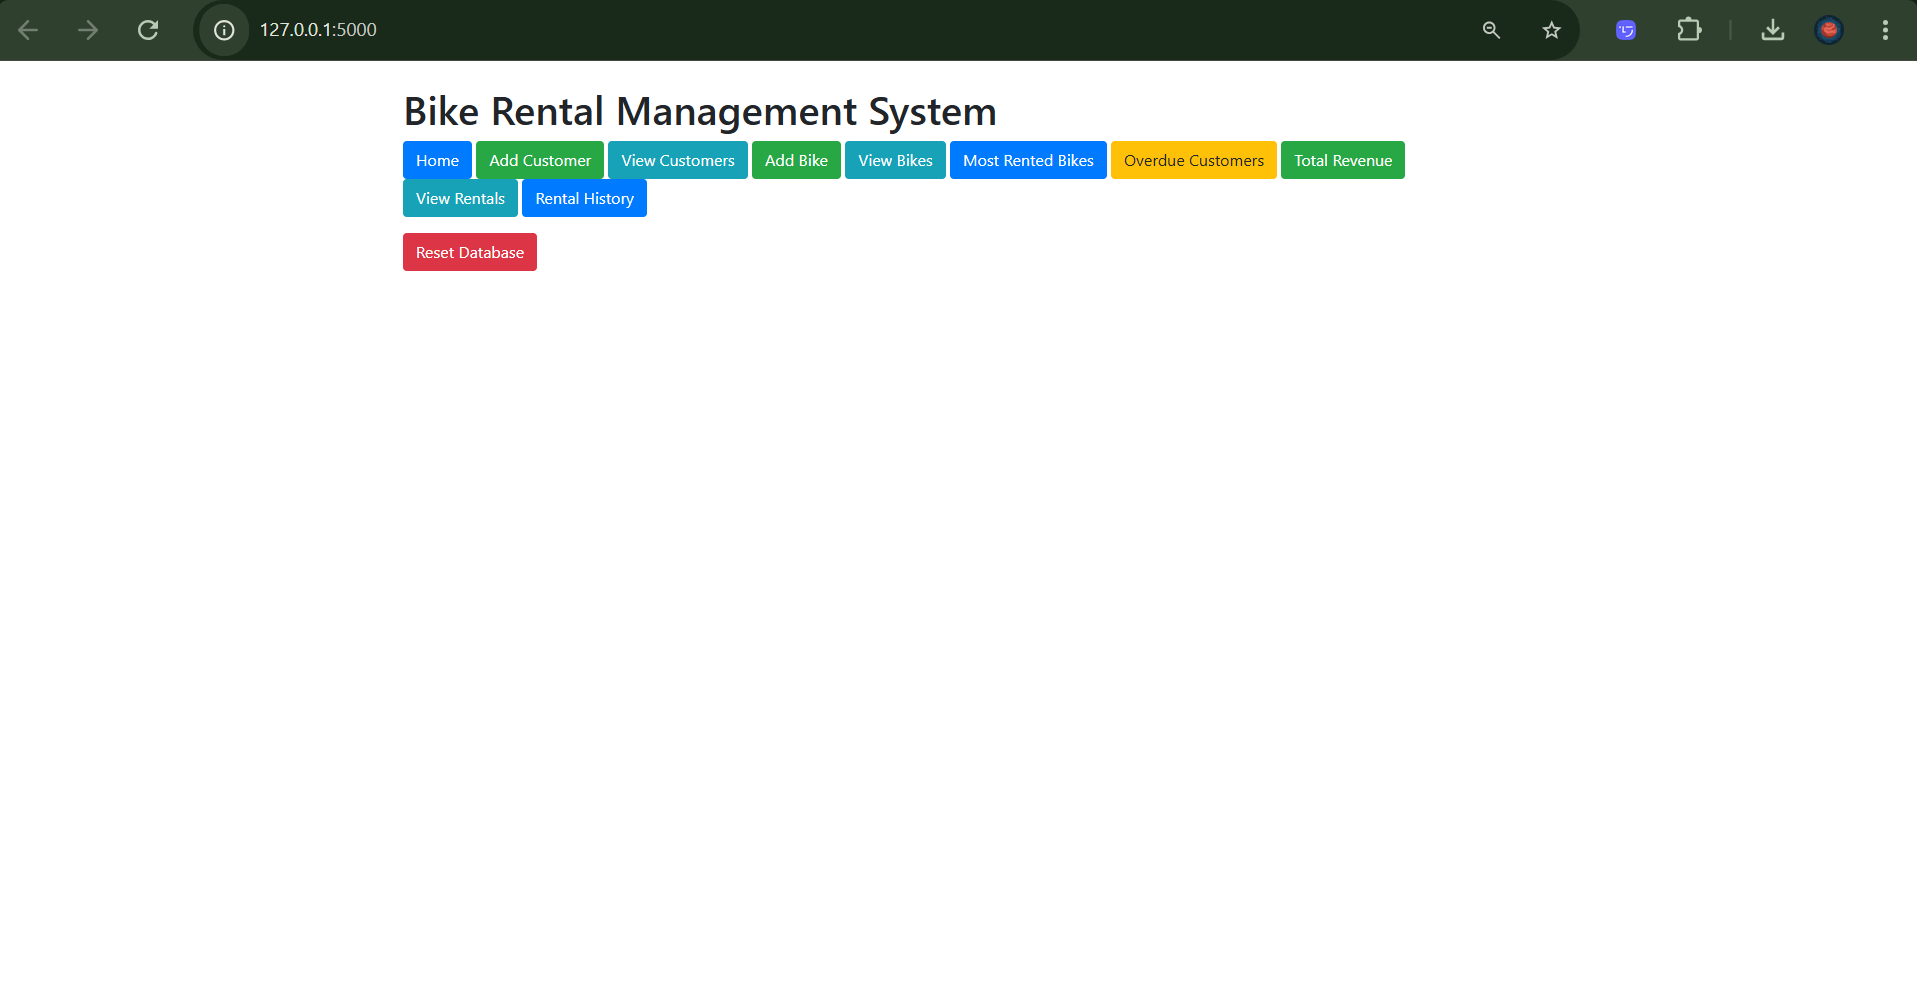 127.0.0.1:5000
Bike Rental Management System
Home Add Customer View Customers Add Bike View Bikes Most Rented Bikes Overdue Customers Total Revenue
View Rentals Rental History
Reset Database